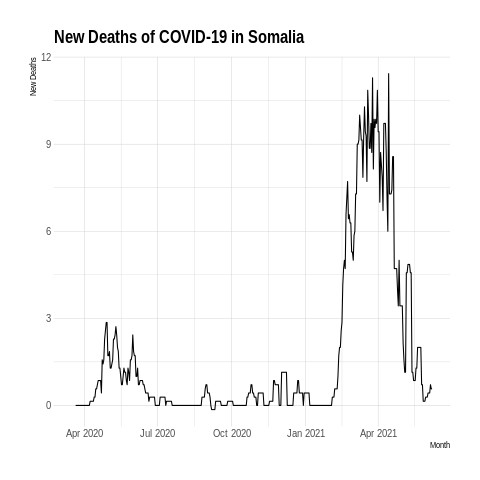 New Deaths of COVID-19 in Somalia
New Deaths
12
9
6
3
0
Apr 2020 Jul 2020 Oct 2020 Jan 2021 Apr 2021
Month